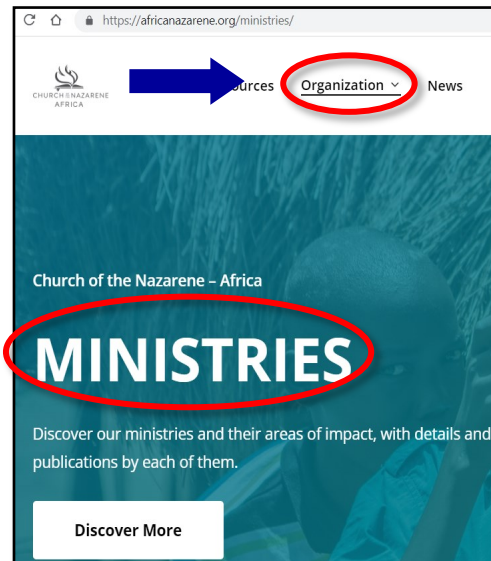 https://africanazarene.org/ministries/
CHURCH OF THE NAZARENE
AFRICA
Organization
News
Church of the Nazarene – Africa
MINISTRIES
Discover our ministries and their areas of impact, with details and
publications by each of them.
Discover More